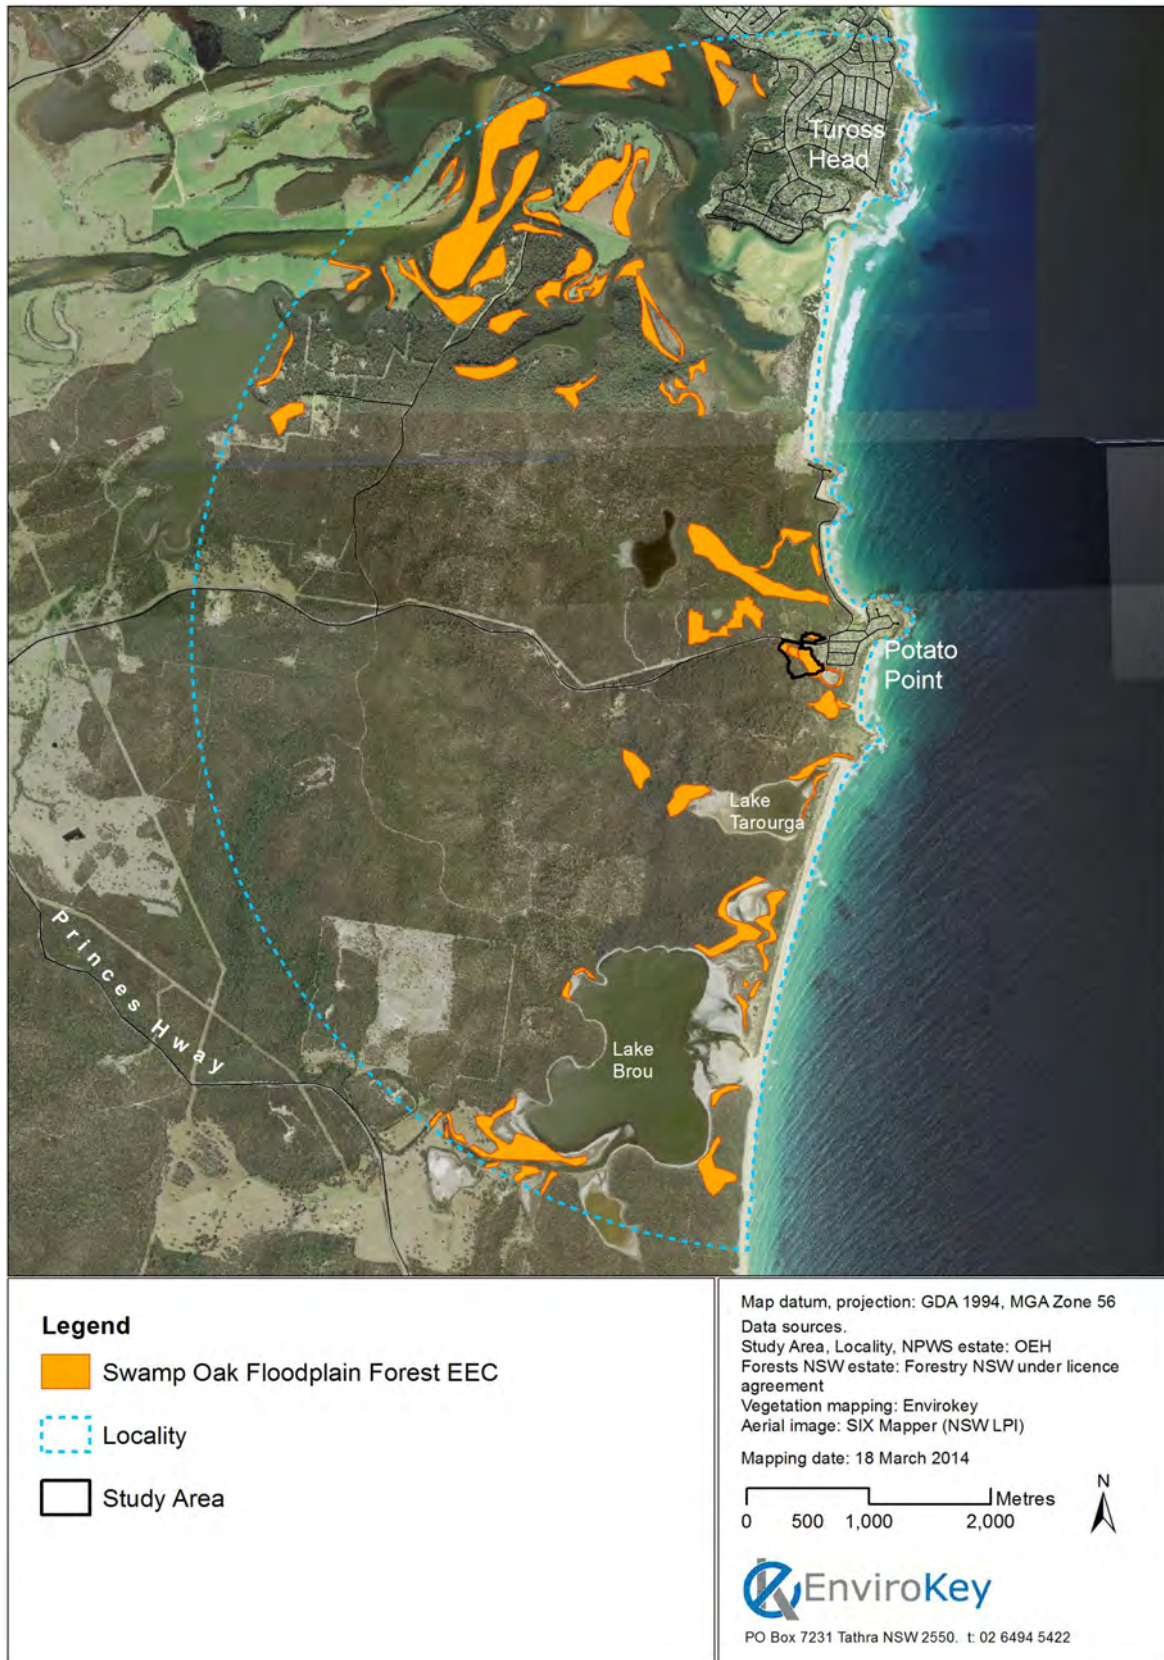 Tuross
Head
Potato
Point
Lake
Tarourga
Princes Hway
Lake
Brou
Legend
Swamp Oak Floodplain Forest EEC
Locality
Study Area
Map datum, projection: GDA 1994, MGA Zone 56
Data sources.
Study Area, Locality, NPWS estate: OEH
Forests NSW estate: Forestry NSW under licence
agreement
Vegetation mapping: Envirokey
Aerial image: SIX Mapper (NSW LPI)
Mapping date: 18 March 2014
N
Metres
0 500 1,000 2,000
EnviroKey
PO Box 7231 Tathra NSW 2550. t: 02 6494 5422